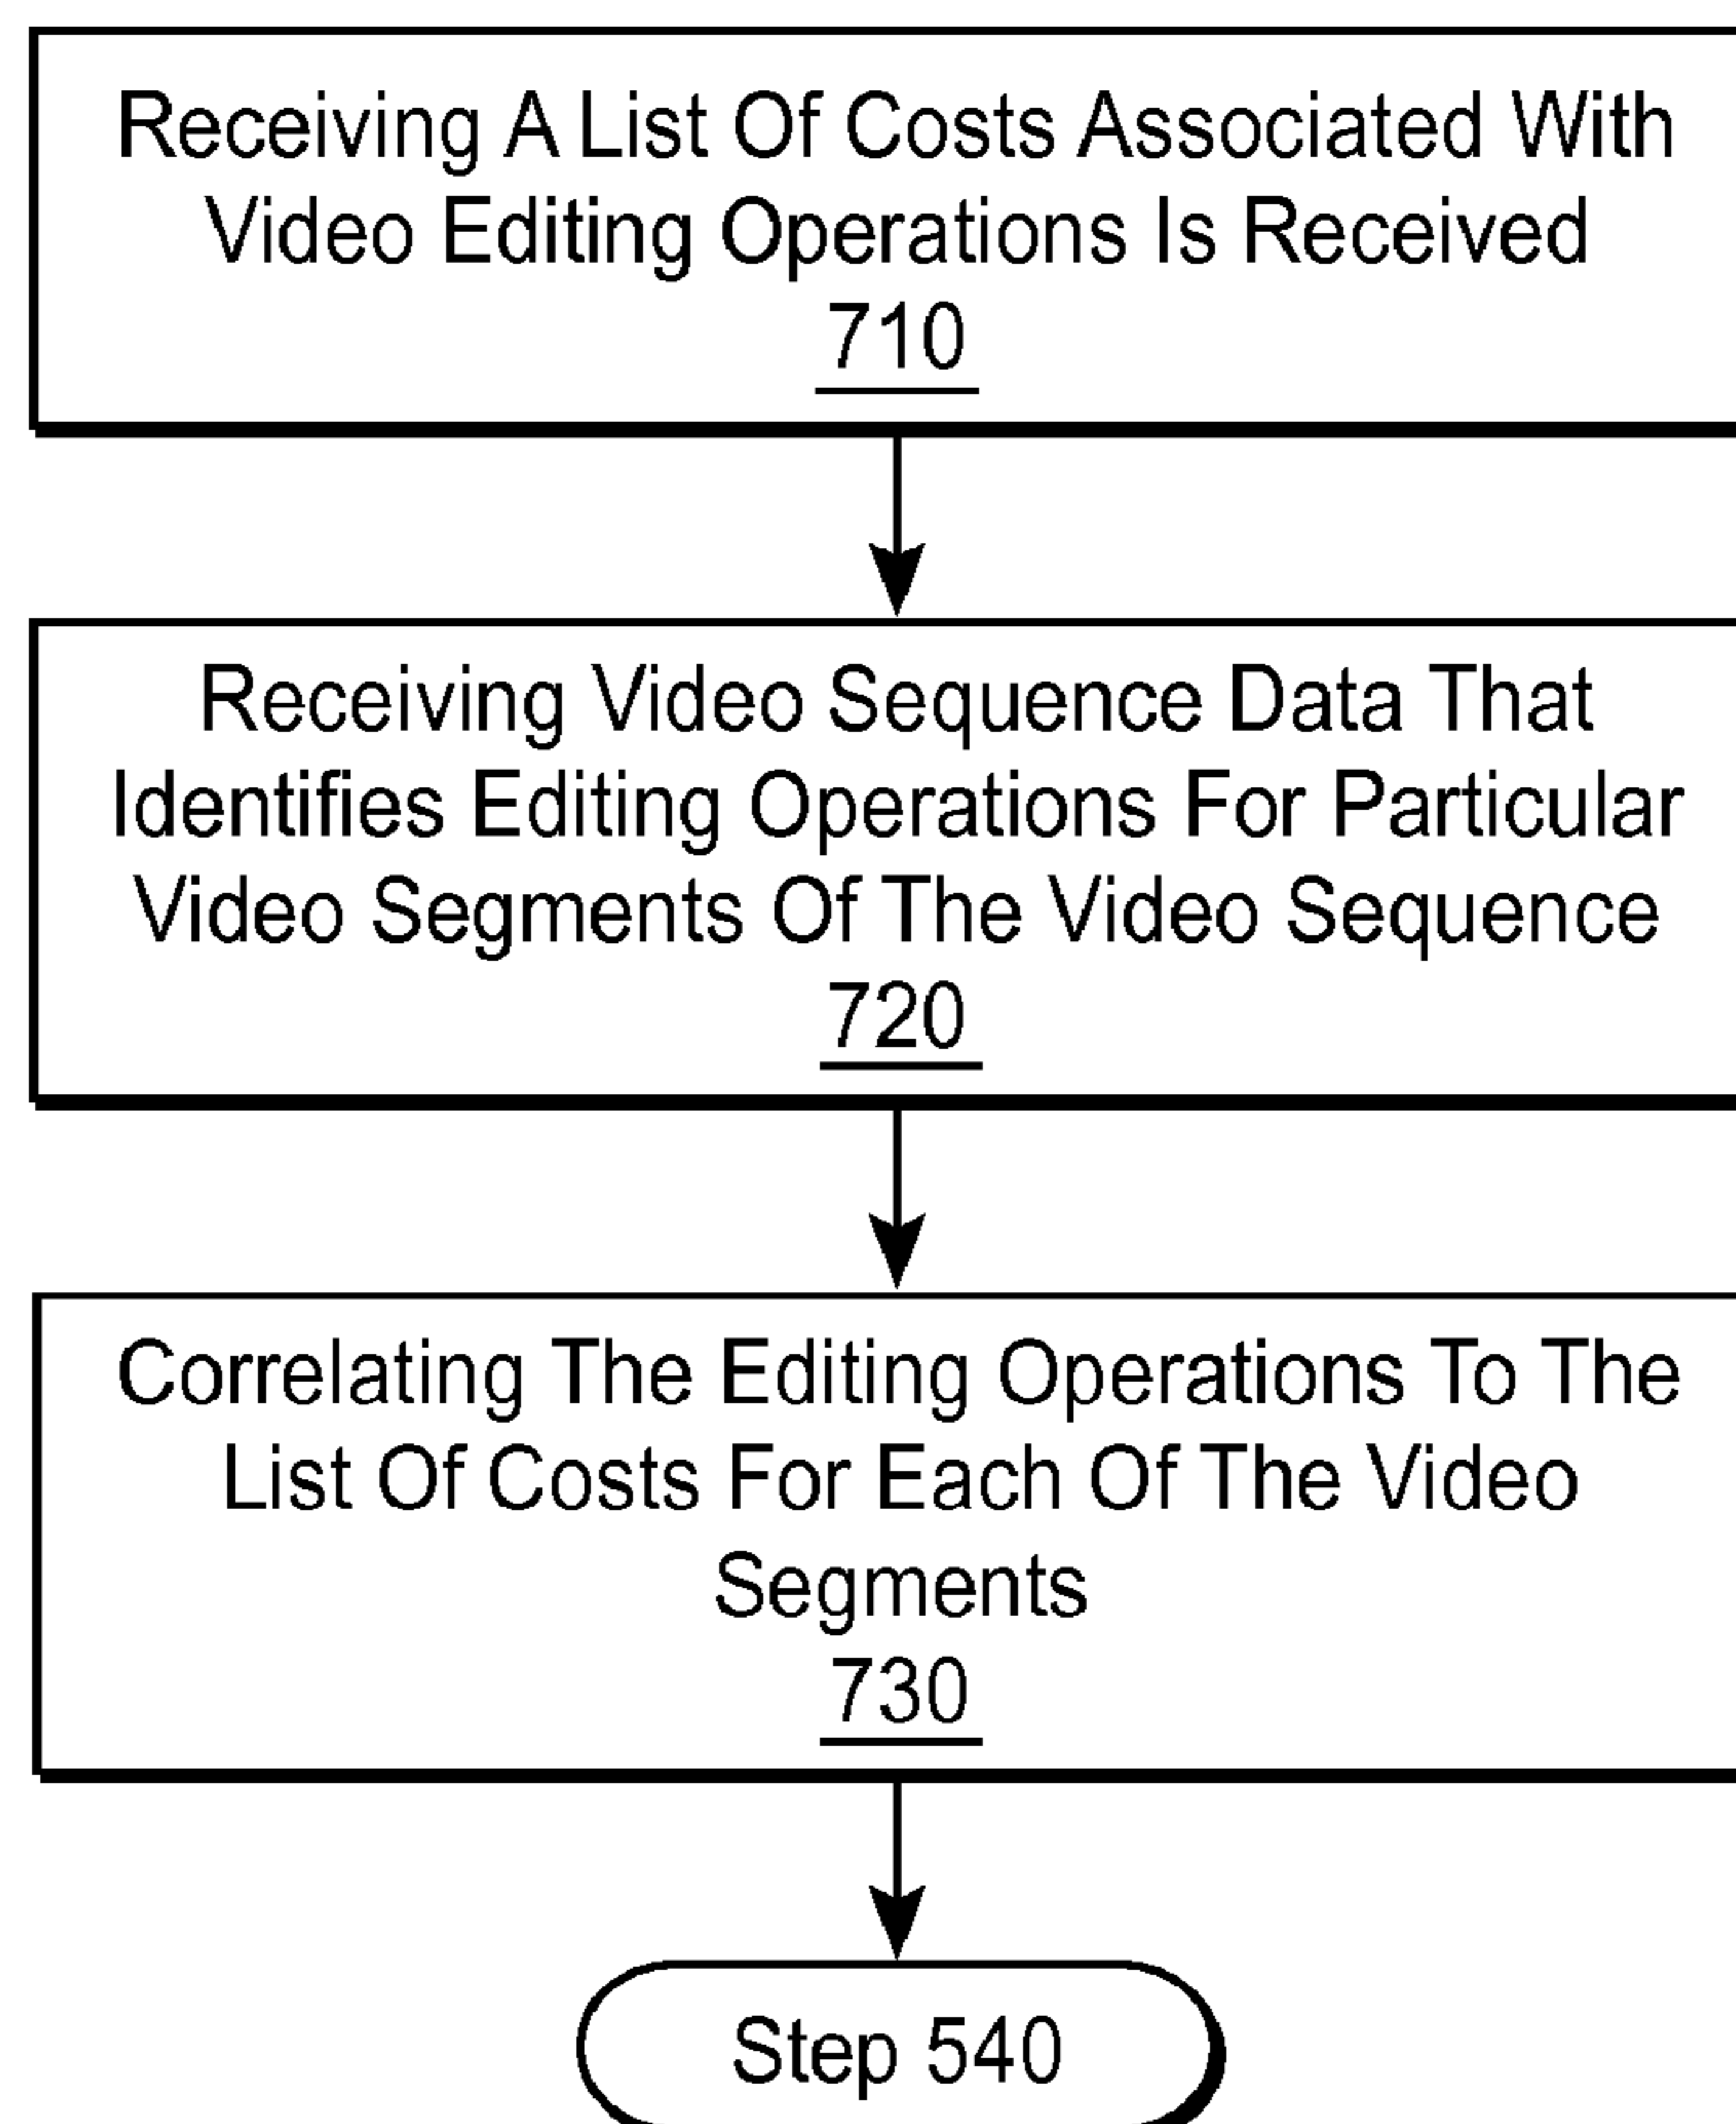 Receiving A List Of Costs Associated With
Video Editing Operations Is Received
710
Receiving Video Sequence Data That
Identifies Editing Operations For Particular
Video Segments Of The Video Sequence
720
Correlating The Editing Operations To The
List Of Costs For Each Of The Video
Segments
730
Step 540